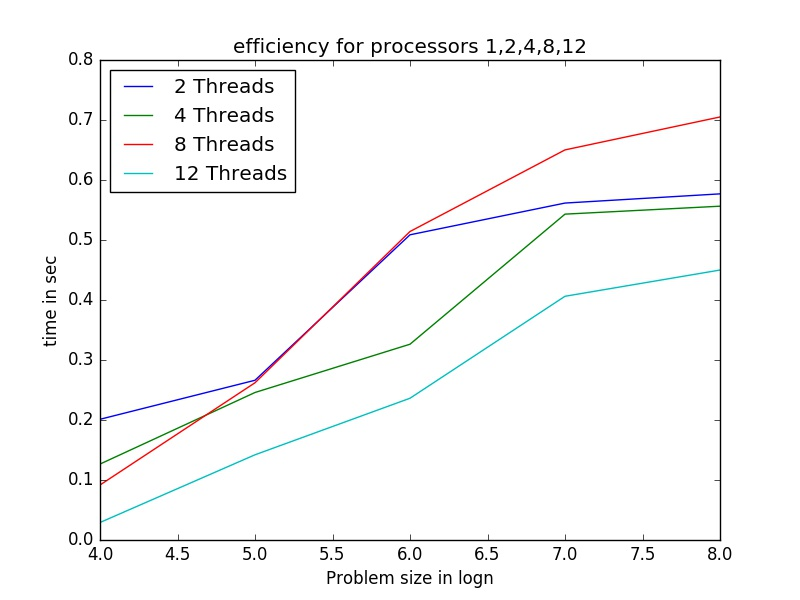 efficiency for processors 1,2,4,8,12
2 Threads
4 Threads
8 Threads
12 Threads
0.8
0.7
0.6
0.5
0.4
0.3
0.2
0.1
0.0
time in sec
4.0 4.5 5.0 5.5 6.0 6.5 7.0 7.5 8.0
Problem size in logn